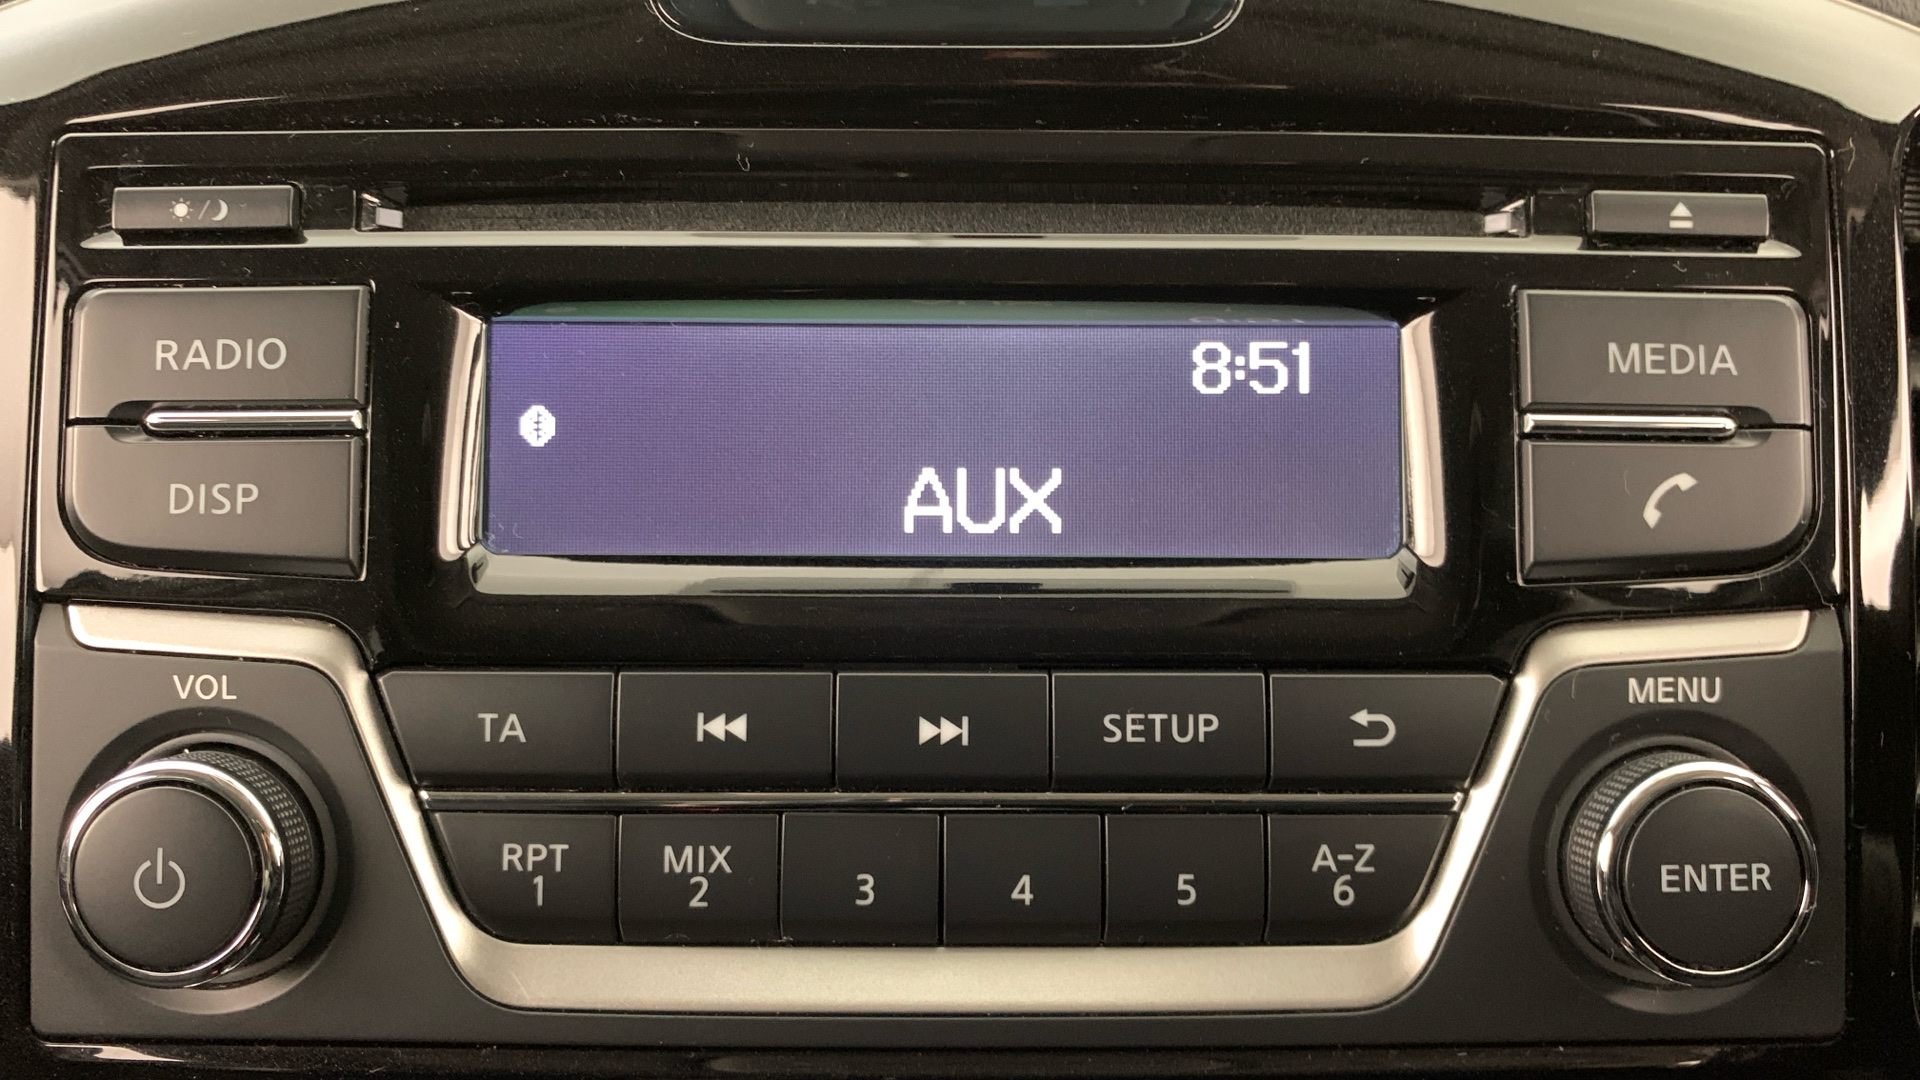 RADIO
DISP
8:51
AUX
MEDIA
VOL
MENU
TA
SETUP
RPT
1
MIX
2
3
4
5
A-Z
6
ENTER